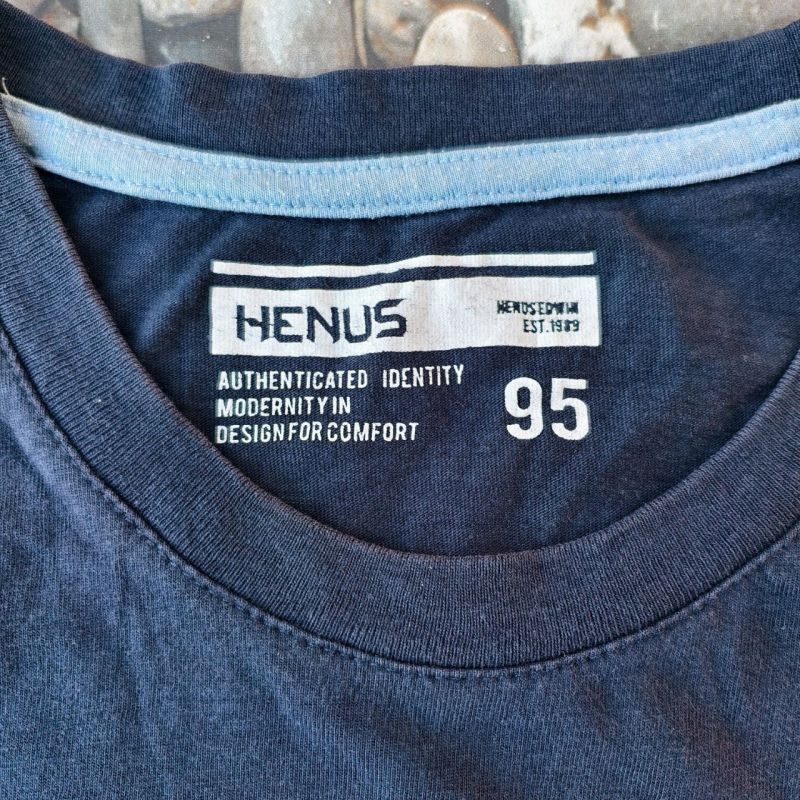 HENUS
EST.1989
AUTHENTICATED IDENTITY
MODERNITY IN
DESIGN FOR COMFORT
95